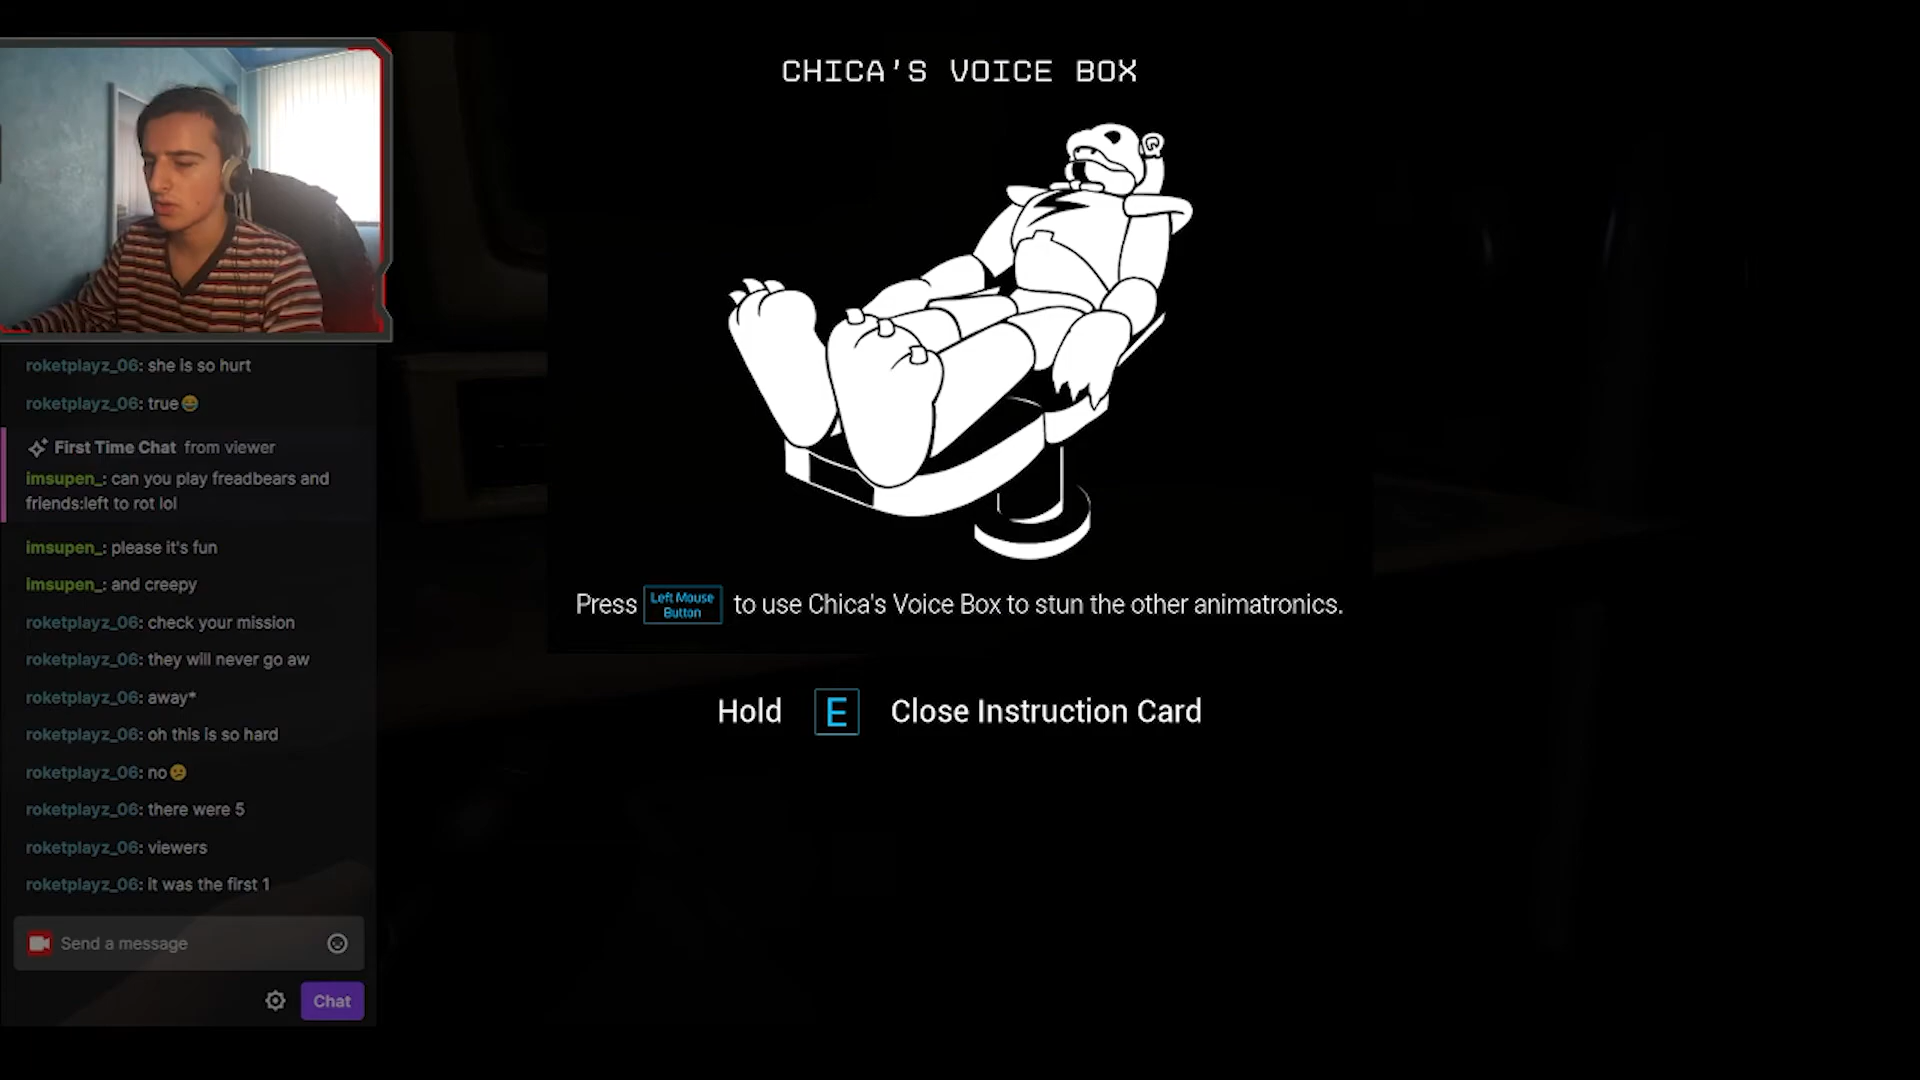 CHICA'S VOICE BOX
roketplayz_06: she is so hurt
roketplayz_06: true😂
First Time Chat from viewer
imsupen_: can you play freadbears and
friends:left to rot lol
imsupen_: please it's fun
imsupen_: and creepy
roketplayz_06: check your mission
roketplayz_06: they will never go aw
roketplayz_06: away*
roketplayz_06: oh this is so hard
roketplayz_06: no😕
roketplayz_06: there were 5
roketplayz_06: viewers
roketplayz_06: it was the first 1
Send a message
Chat
Press Left Mouse Button to use Chica's Voice Box to stun the other animatronics.
Hold E Close Instruction Card